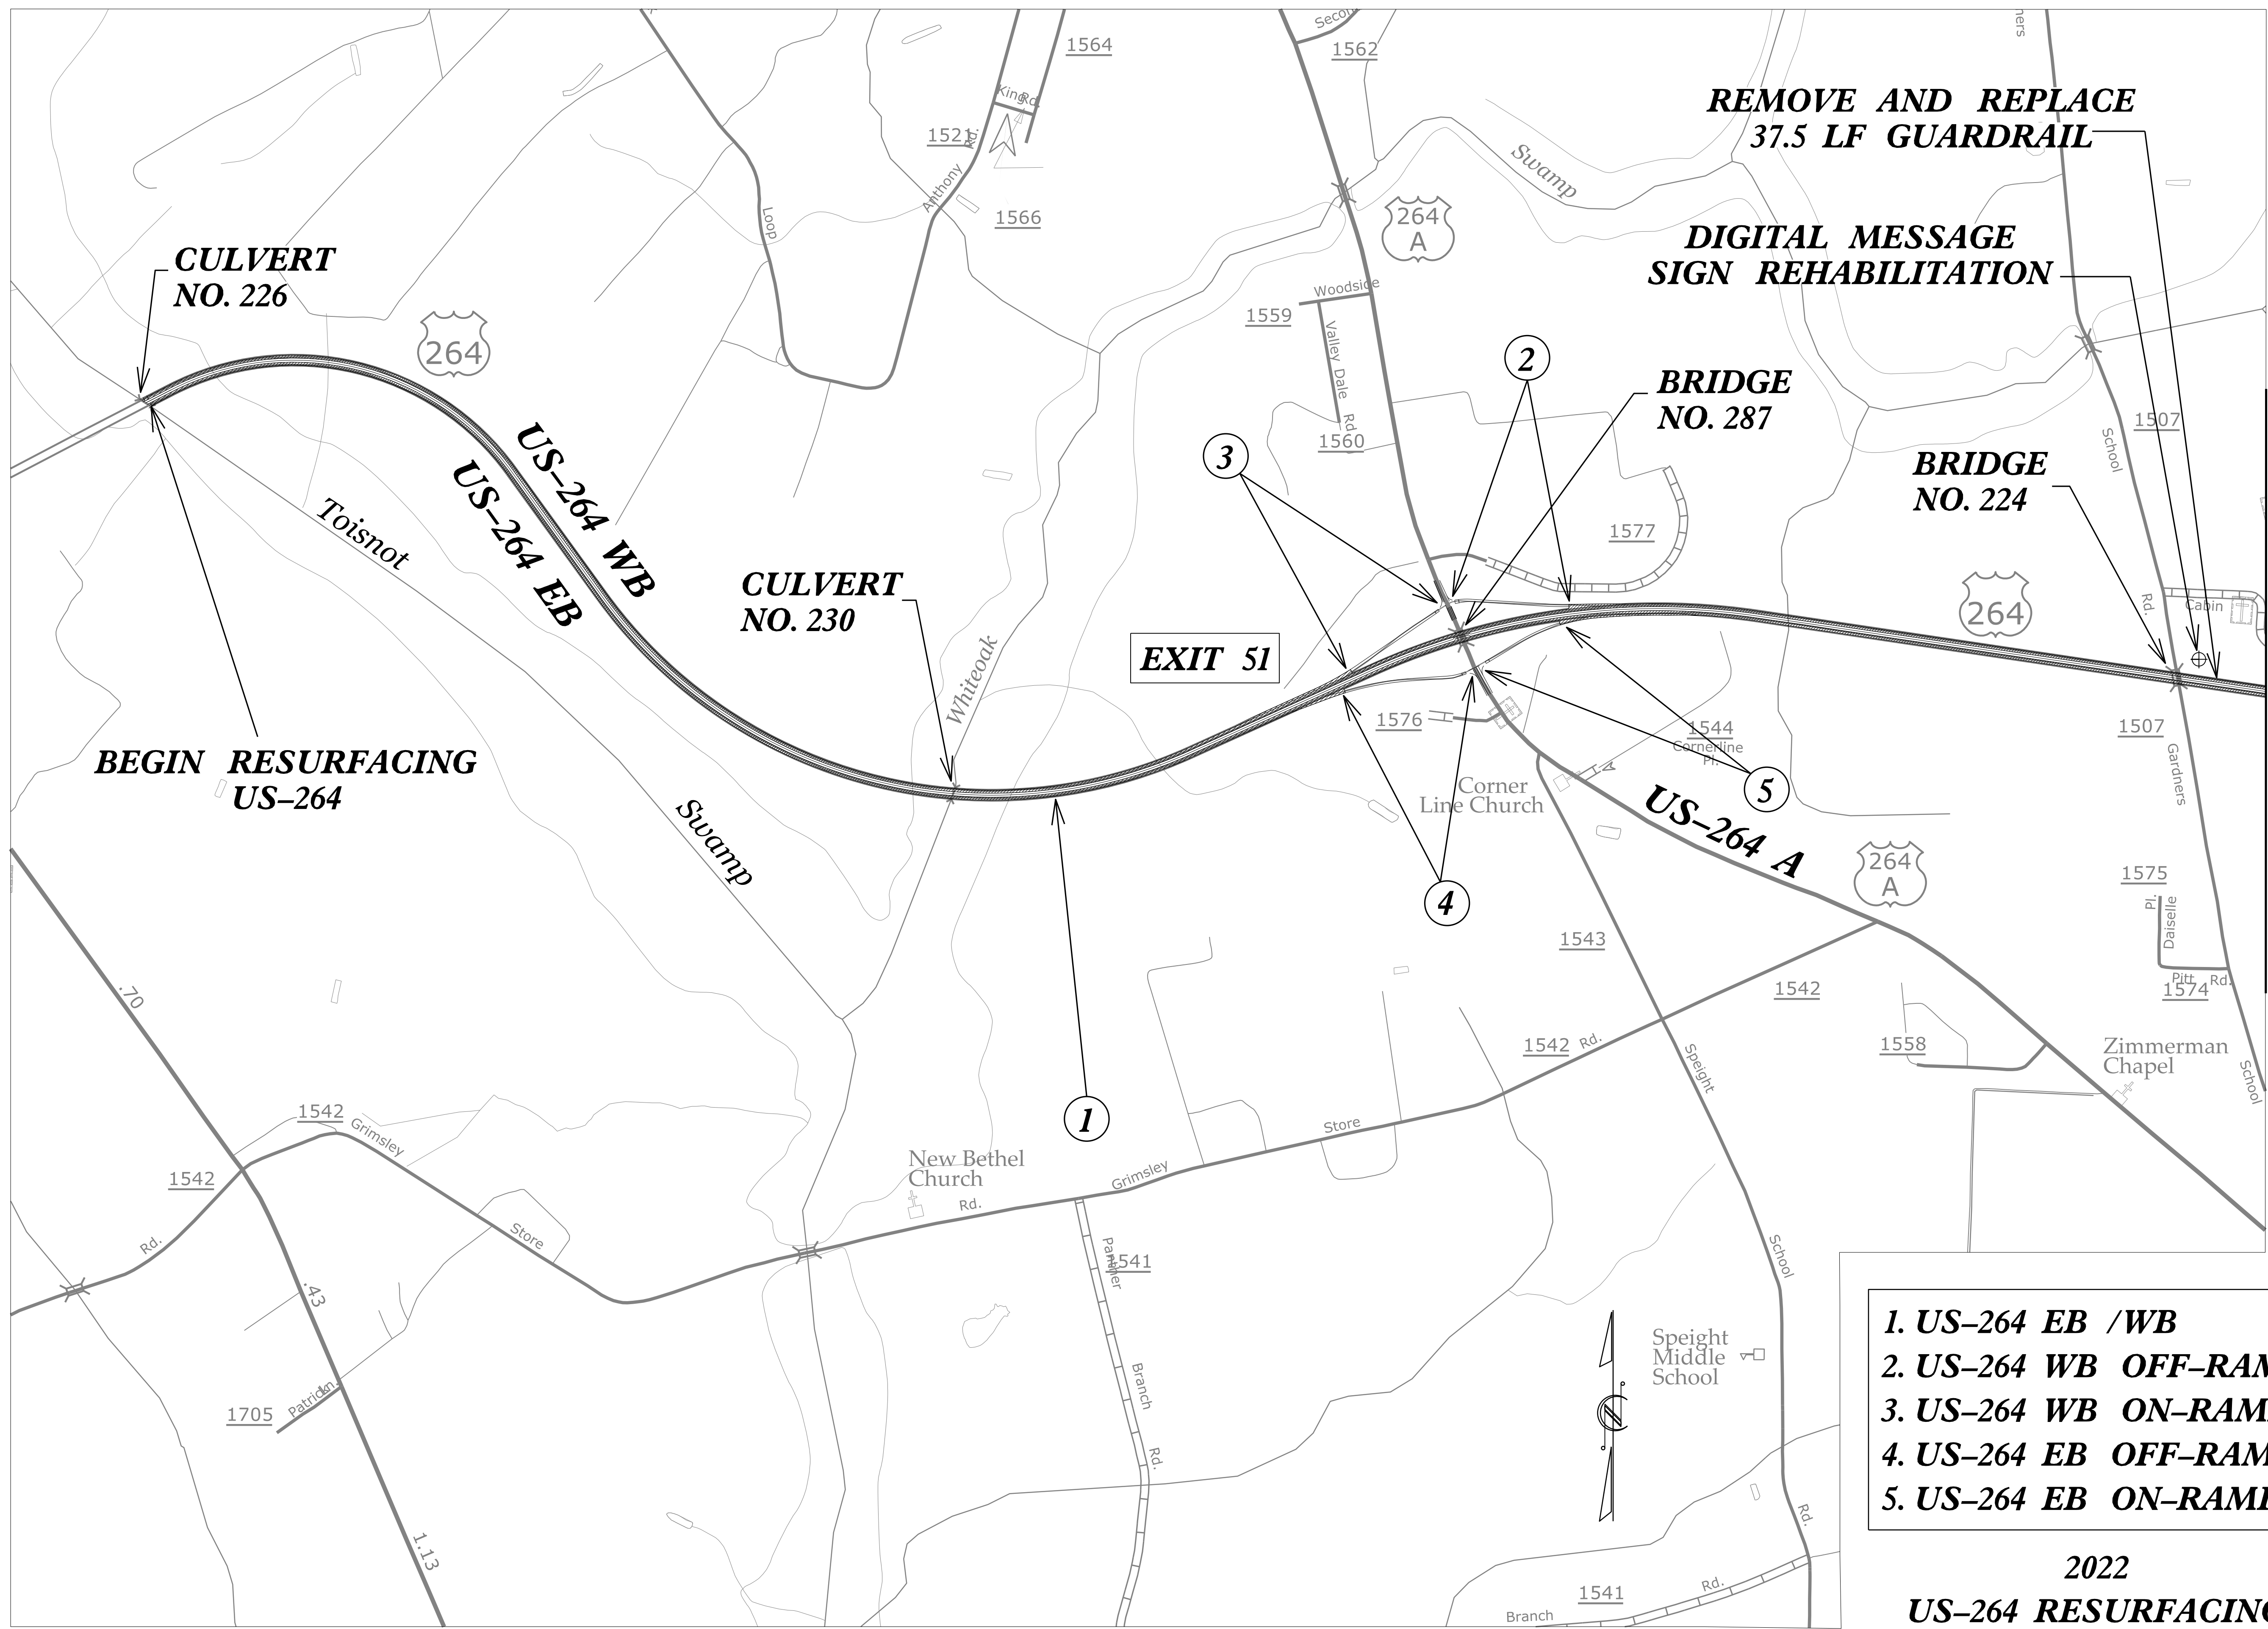 1564
1562
REMOVE AND REPLACE
37.5 LF GUARDRAIL
King Rd.
1521
Rd.
Anthony
Swamp
1566
Loop
264
A
DIGITAL MESSAGE
SIGN REHABILITATION
CULVERT
NO. 226
264
Woodside
1559
Valley Dale
Rd
1560
2
BRIDGE
NO. 287
1507
School
3
BRIDGE
NO. 224
US-264 WB
US-264 EB
Toisnot
1577
CULVERT
NO. 230
264
Rd.
Cabin
Whiteoak
EXIT 51
1576
1544
Cornerline
Pl.
1507
Gardners
BEGIN RESURFACING
US-264
Corner
Line Church
5
US-264 A
Swamp
264
A
4
1575
Pl.
Daiselle
1543
Pitt Rd.
1574
.70
1542
1542 Rd.
Speight
1558
Zimmerman
Chapel
School
1542
Grimsley
1
Store
New Bethel
Church
Grimsley
1542
Rd.
Rd.
Store
Panther
1541
School
.43
1. US-264 EB /WB
2. US-264 WB OFF-RAM
3. US-264 WB ON-RAM
4. US-264 EB OFF-RAM
5. US-264 EB ON-RAM
Speight
Middle
School
Branch
Rd.
Patrick Ln.
1705
Rd.
1.13
2022
US-264 RESURFACING
1541
Rd.
Branch